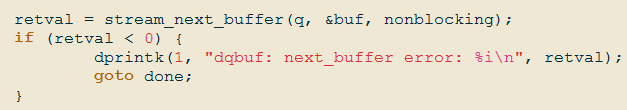 retval = stream_next_buffer(q, &buf, nonblocking);
if (retval < 0) {
        dprintk(1, "dqbuf: next_buffer error: %i\n", retval);
        goto done;
}